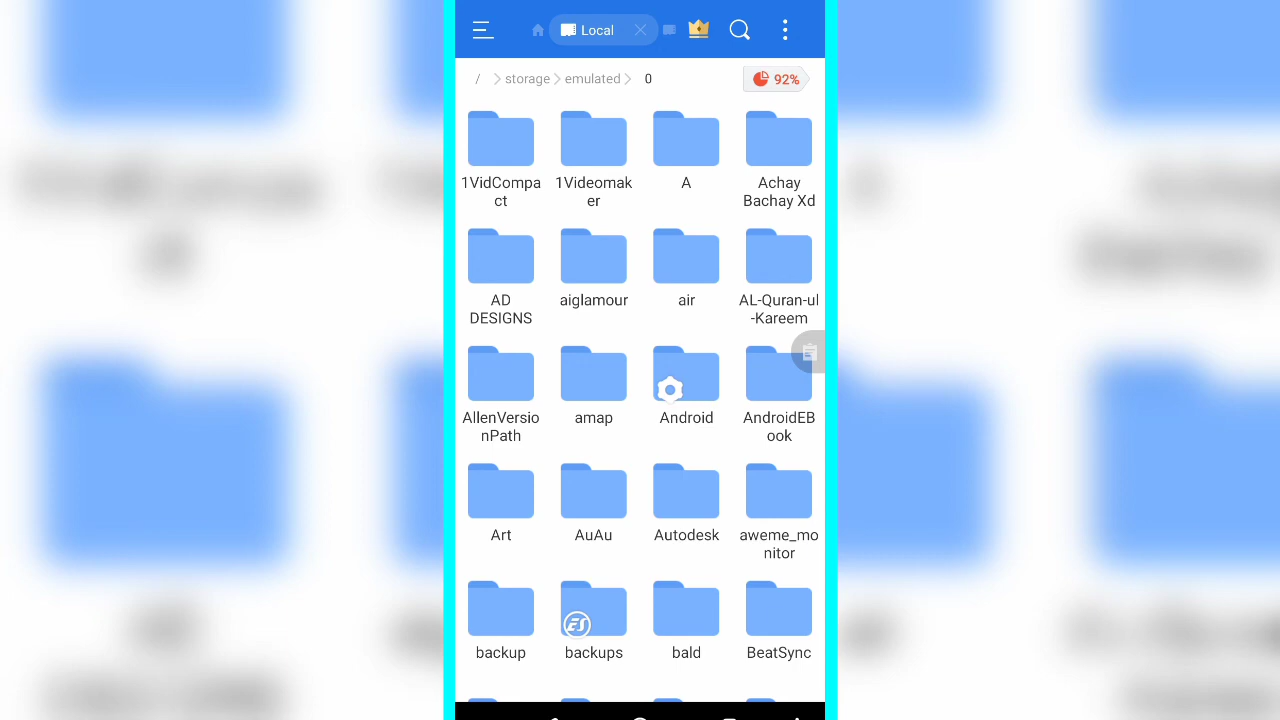 Local
/ storage emulated 0
92%
1VidCompa
ct
1Videomak
er
A
Achay
Bachay Xd
AD
DESIGNS
aiglamour
air
AL-Quran-ul
-Kareem
AllenVersio
nPath
amap
Android
AndroidEB
ook
Art
AuAu
Autodesk
aweme_mo
nitor
backup
ES
backups
bald
BeatSync